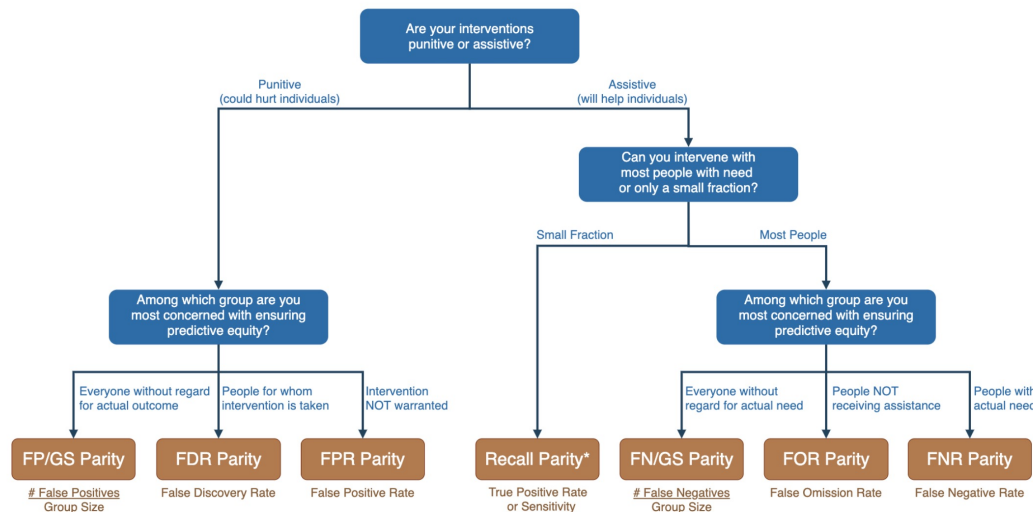 Are your interventions
punitive or assistive?
Punitive
(could hurt individuals)
Assistive
(will help individuals)
Can you intervene with
most people with need
or only a small fraction?
Small Fraction
Most People
Among which group are you
most concerned with ensuring
predictive equity?
Among which group are you
most concerned with ensuring
predictive equity?
Everyone without regard
for actual outcome
People for whom
intervention is taken
Intervention
NOT warranted
Everyone without
regard for actual need
People NOT
receiving assistance
People with
actual need
FP/GS Parity
FDR Parity
FPR Parity
Recall Parity*
FN/GS Parity
FOR Parity
FNR Parity
# False Positives
Group Size
False Discovery Rate
False Positive Rate
True Positive Rate
or Sensitivity
# False Negatives
Group Size
False Omission Rate
False Negative Rate